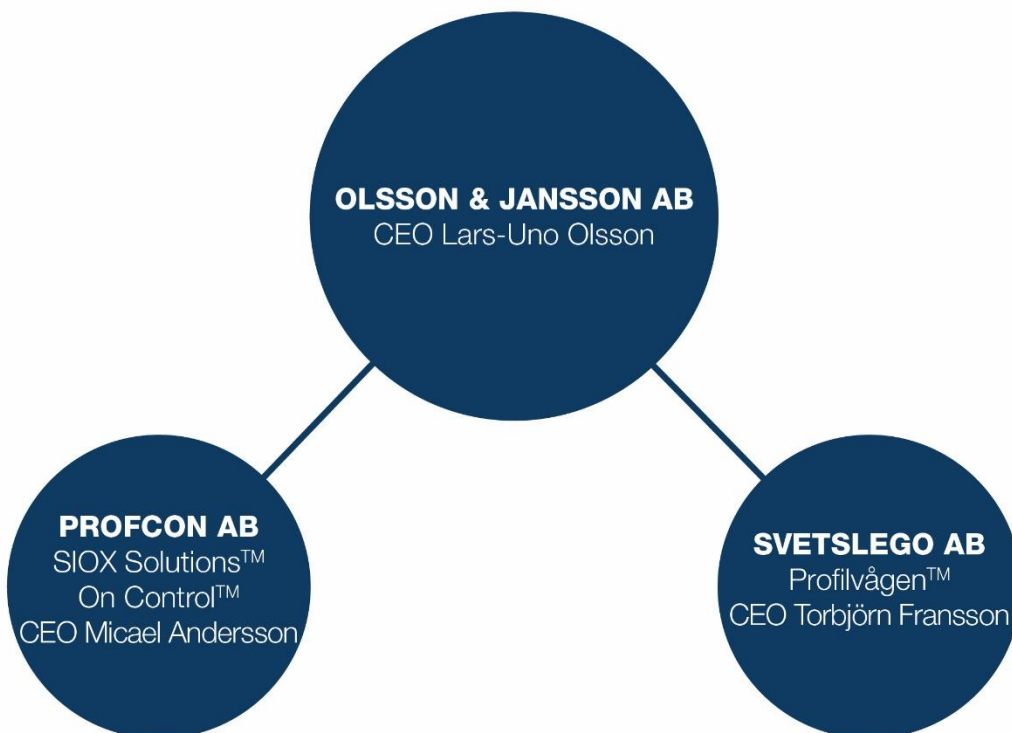 OLSSON & JANSSON AB
CEO Lars-Uno Olsson
PROFCON AB
SIOX Solutions™
On Control™
CEO Micael Andersson
SVETSLEGO AB
Profilvågen™
CEO Torbjörn Fransson